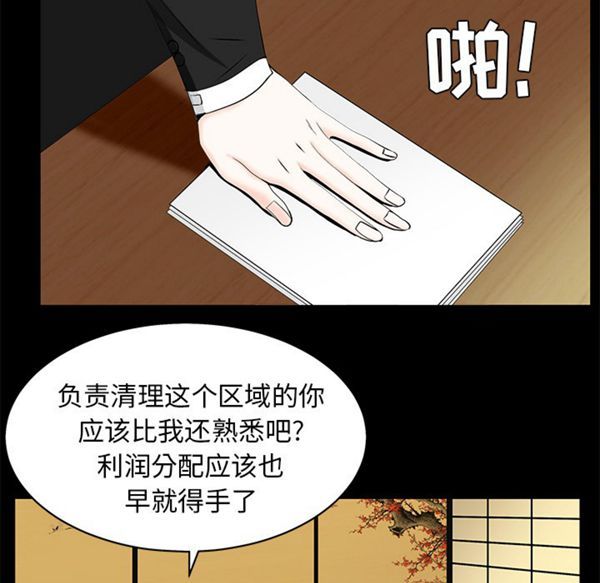 啪!
负责清理这个区域的你
应该比我还熟悉吧?
利润分配应该也
早就得手了